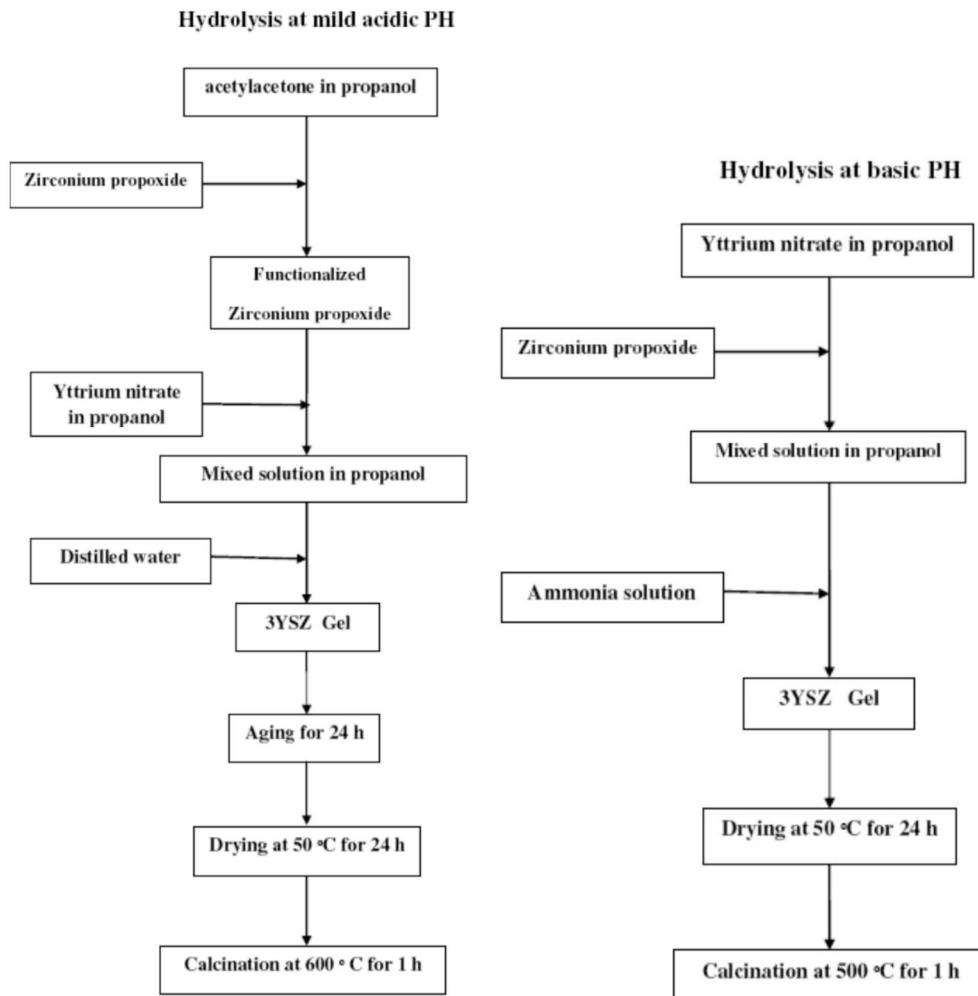 Hydrolysis at mild acidic PH
acetylacetone in propanol
Zirconium propoxide
Functionalized
Zirconium propoxide
Yttrium nitrate
in propanol
Mixed solution in propanol
Distilled water
3YSZ Gel
Aging for 24 h
Drying at 50 °C for 24 h
Calcination at 600 ° C for 1 h
Hydrolysis at basic PH
Yttrium nitrate in propanol
Zirconium propoxide
Mixed solution in propanol
Ammonia solution
3YSZ Gel
Drying at 50 °C for 24 h
Calcination at 500 °C for 1 h